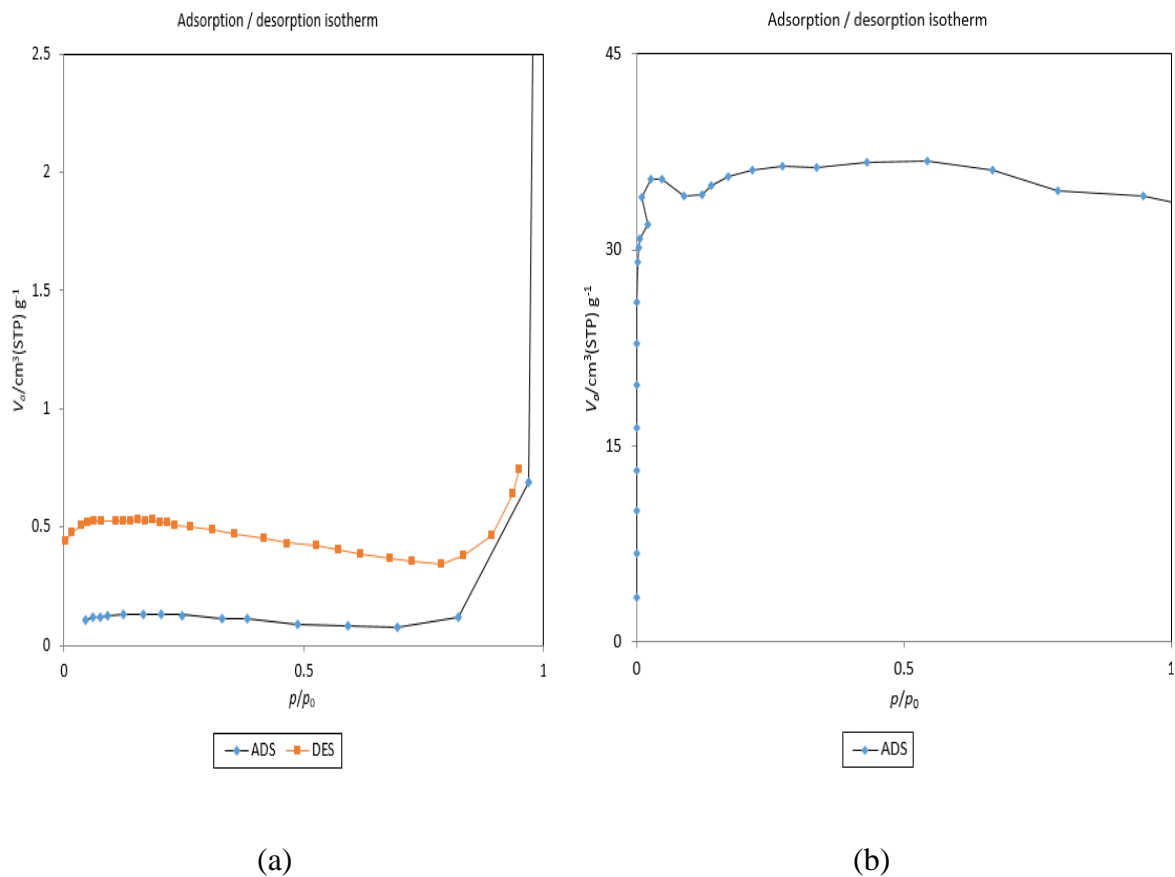 Adsorption / desorption isotherm
2.5
2
1.5
1
0.5
0
Va/cm³(STP) g⁻¹
0
0.5
1
p/p₀
ADS
DES
(a)
Adsorption / desorption isotherm
45
30
15
0
Va/cm³(STP) g⁻¹
0
0.5
1
p/p₀
ADS
(b)